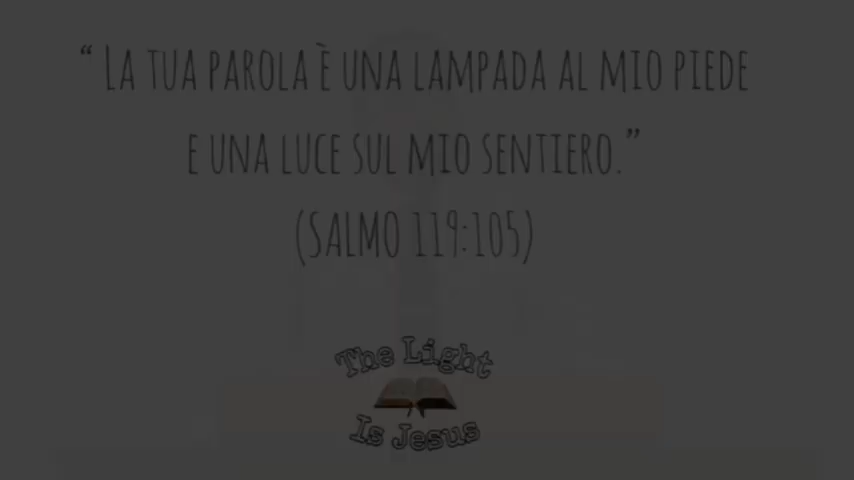 “ La tua parola è una lampada al mio piede
e una luce sul mio sentiero.”
(Salmo 119:105)
The Light
Is Jesus